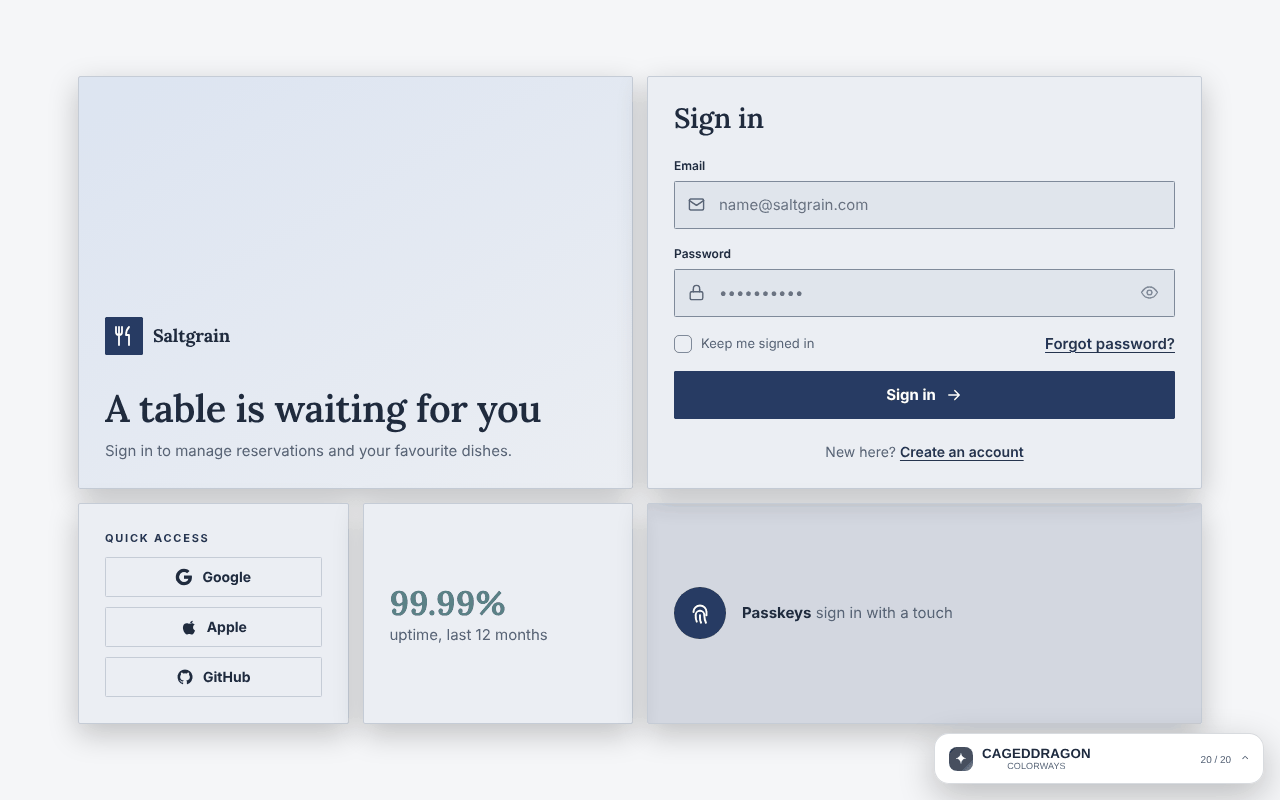 Saltgrain
A table is waiting for you
Sign in to manage reservations and your favourite dishes.
Sign in
Email
name@saltgrain.com
Password
••••••••••
Keep me signed in
Forgot password?
Sign in →
New here? Create an account
QUICK ACCESS
Google
Apple
GitHub
99.99%
uptime, last 12 months
Passkeys sign in with a touch
CAGEDDRAGON
COLORWAYS
20 / 20